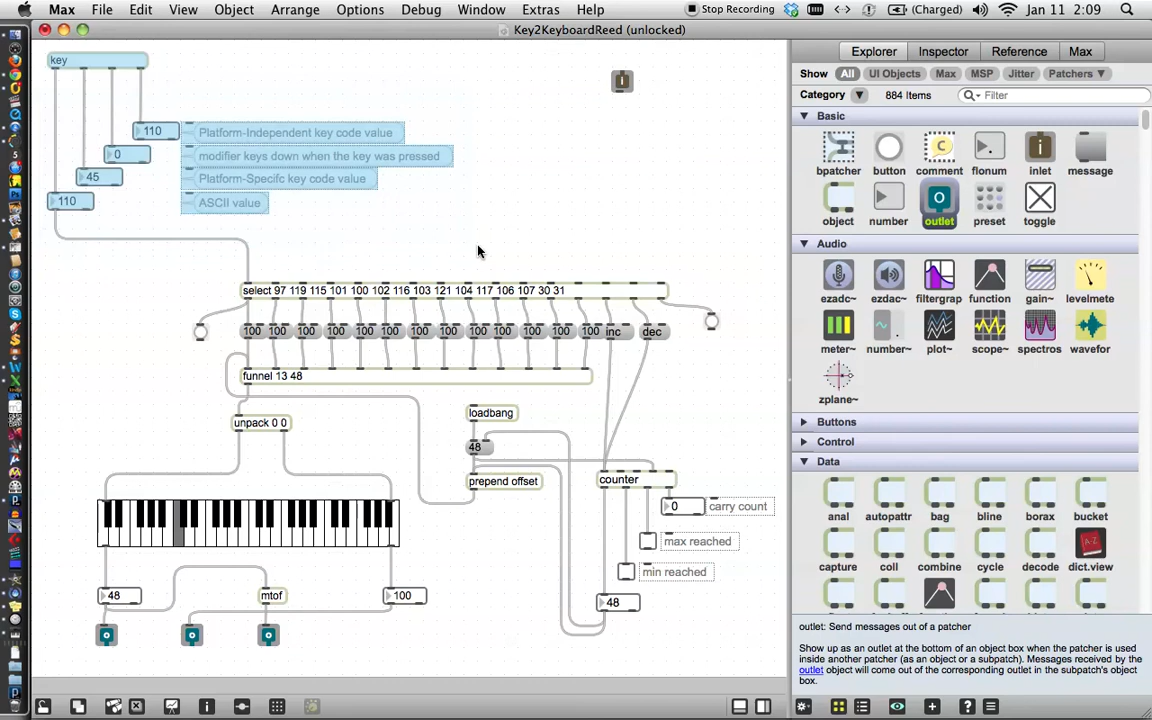 Max File Edit View Object Arrange Options Debug Window Extras Help Stop Recording (Charged) Jan 11 2:09
Key2KeyboardReed (unlocked)
key
110 Platform-Independent key code value
0 modifier keys down when the key was pressed
45 Platform-Specifc key code value
110 ASCII value
select 97 119 115 101 100 102 116 103 121 104 117 106 107 30 31
100 100 100 100 100 100 100 100 100 100 100 100 100 inc dec
funnel 13 48
unpack 0 0
loadbang
48
prepend offset
counter
0 carry count
max reached
min reached
48
48 mtof 100
Explorer Inspector Reference Max
Show All UI Objects Max MSP Jitter Patchers ▼
Category ▼ 884 Items Filter
Basic
bpatcher button comment flonum inlet message
object number outlet preset toggle
Audio
ezadc~ ezdac~ filtergrap function gain~ levelmete
meter~ number~ plot~ scope~ spectros wavefor
zplane~
Buttons
Control
Data
anal autopattr bag bline borax bucket
capture coll combine cycle decode dict.view
outlet: Send messages out of a patcher
Show up as an outlet at the bottom of an object box when the patcher is used
inside another patcher (as an object or a subpatch). Messages received by the
outlet object will come out of the corresponding outlet in the subpatch's object
box.